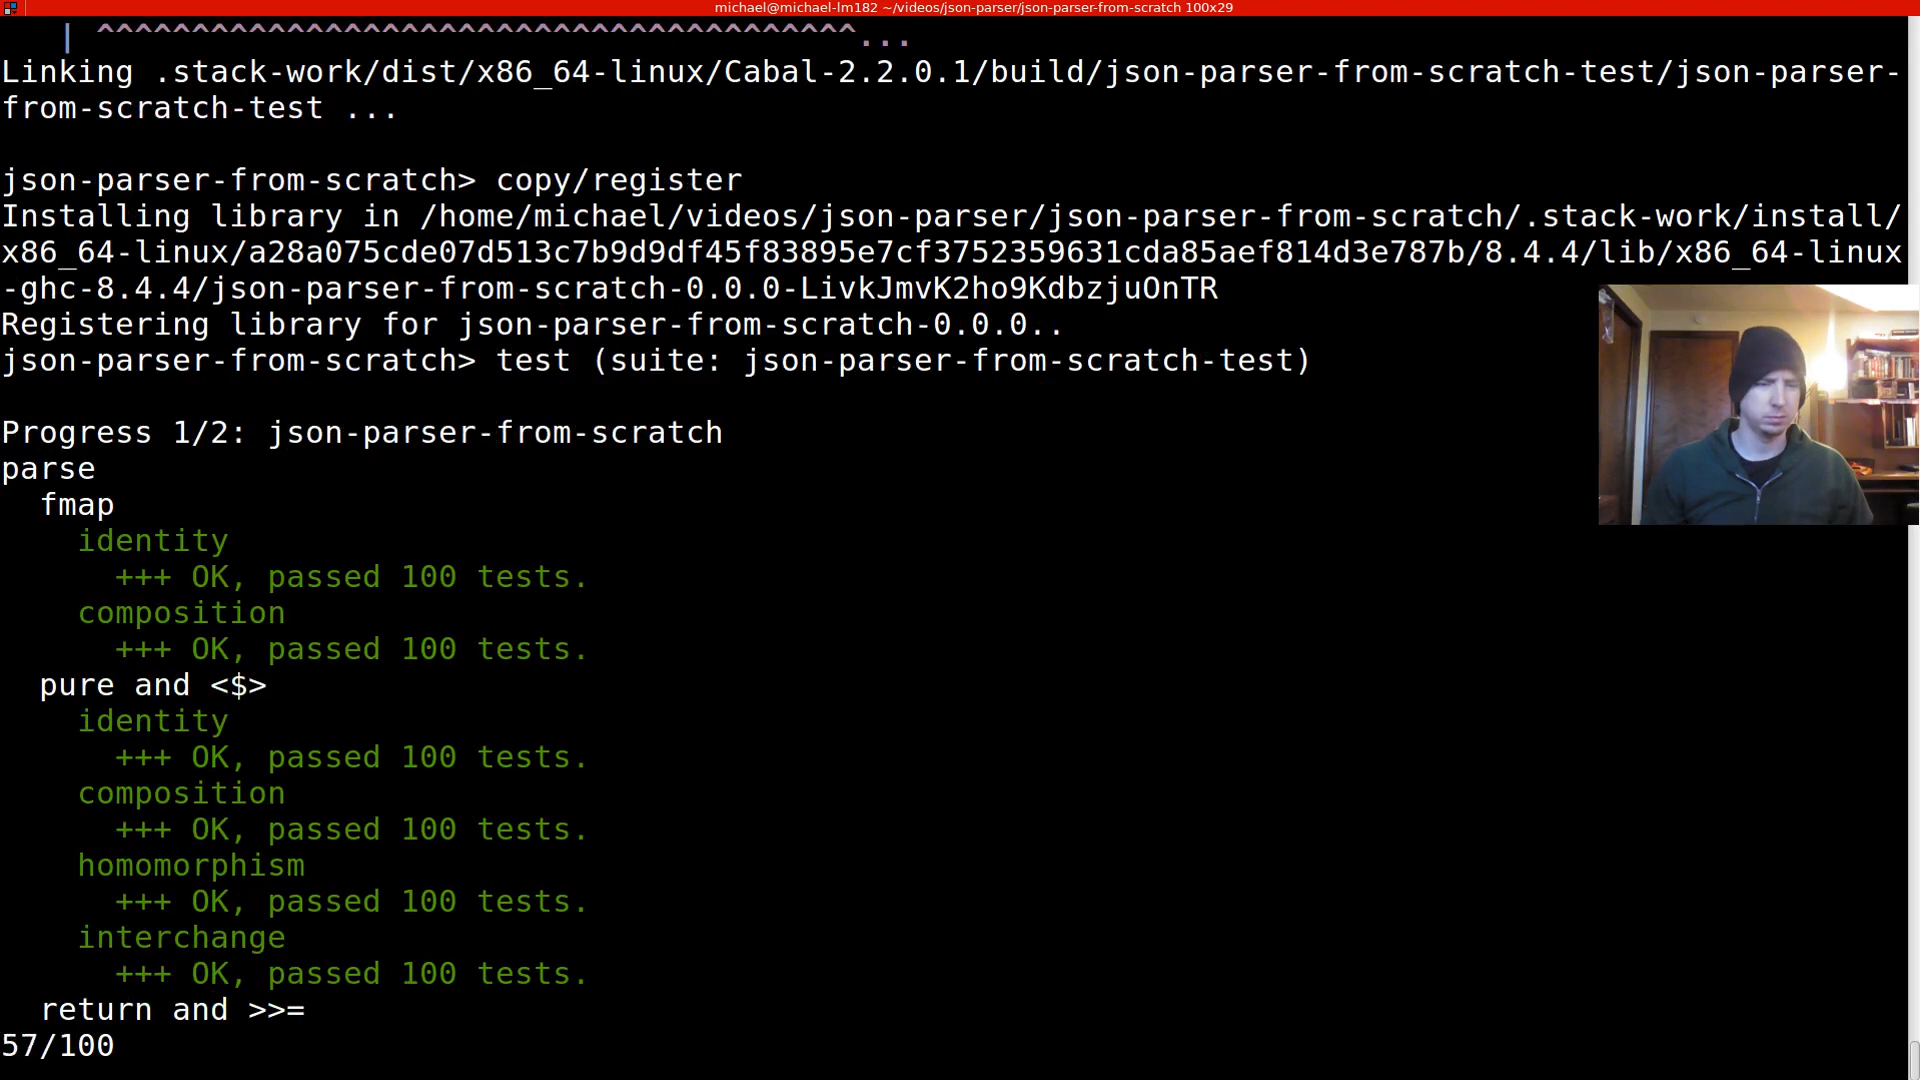 michael@michael-lm182 ~/videos/json-parser/json-parser-from-scratch 100x29
| ^^^^^^^^^^^^^^^^^^^^^^^^^^^^^^^^^^^^^^^^...
Linking .stack-work/dist/x86_64-linux/Cabal-2.2.0.1/build/json-parser-from-scratch-test/json-parser-
from-scratch-test ...
json-parser-from-scratch> copy/register
Installing library in /home/michael/videos/json-parser/json-parser-from-scratch/.stack-work/install/
x86_64-linux/a28a075cde07d513c7b9d9df45f83895e7cf3752359631cda85aef814d3e787b/8.4.4/lib/x86_64-linux
-ghc-8.4.4/json-parser-from-scratch-0.0.0-LivkJmvK2ho9KdbzjuOnTR
Registering library for json-parser-from-scratch-0.0.0..
json-parser-from-scratch> test (suite: json-parser-from-scratch-test)
Progress 1/2: json-parser-from-scratch
parse
fmap
identity
+++ OK, passed 100 tests.
composition
+++ OK, passed 100 tests.
pure and <$>
identity
+++ OK, passed 100 tests.
composition
+++ OK, passed 100 tests.
homomorphism
+++ OK, passed 100 tests.
interchange
+++ OK, passed 100 tests.
return and >>=
57/100